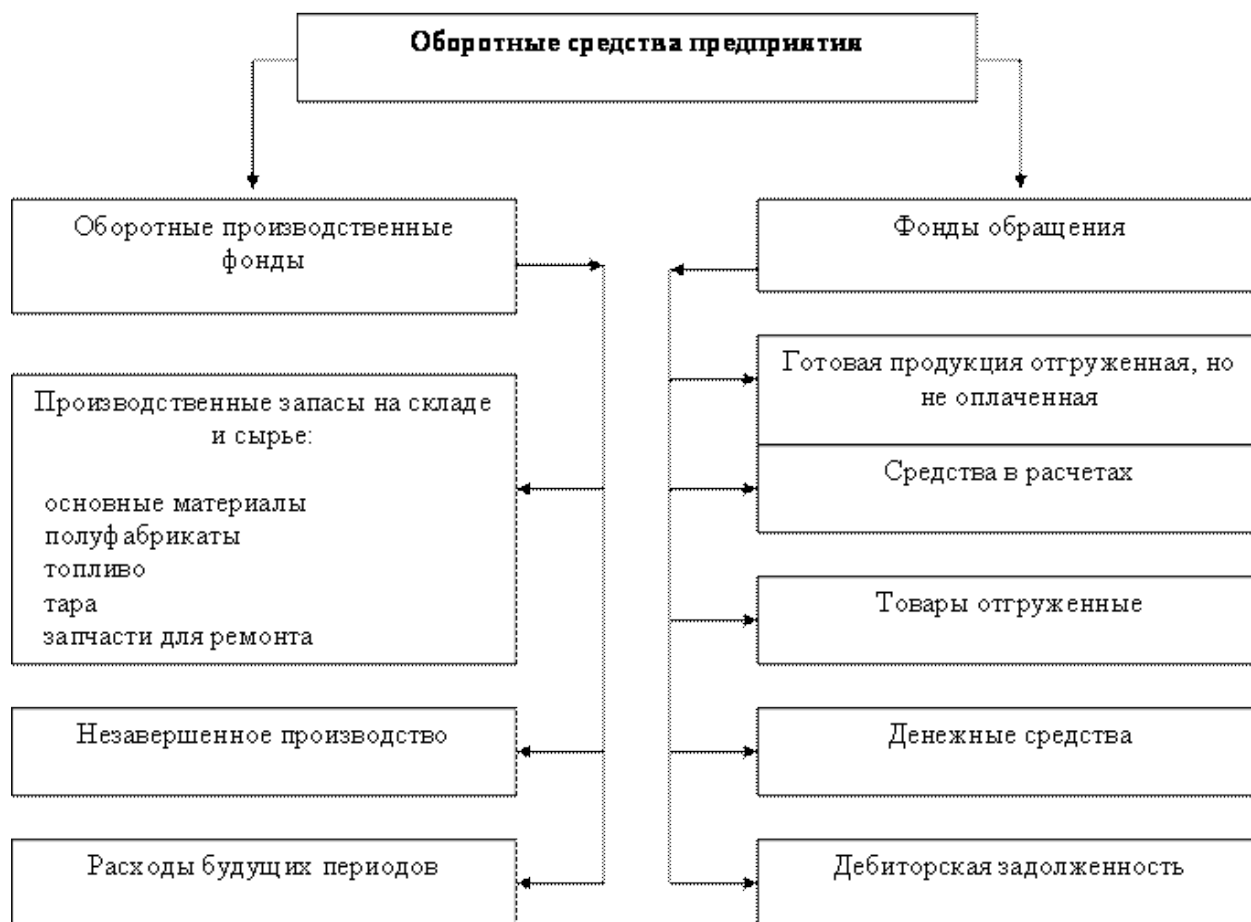 Оборотные средства предприятия
Оборотные производственные
фонды
Производственные запасы на складе
и сырье:
основные материалы
полуфабрикаты
топливо
тара
запчасти для ремонта
Незавершенное производство
Расходы будущих периодов
Фонды обращения
Готовая продукция отгруженная, но
не оплаченная
Средства в расчетах
Товары отгруженные
Денежные средства
Дебиторская задолженность